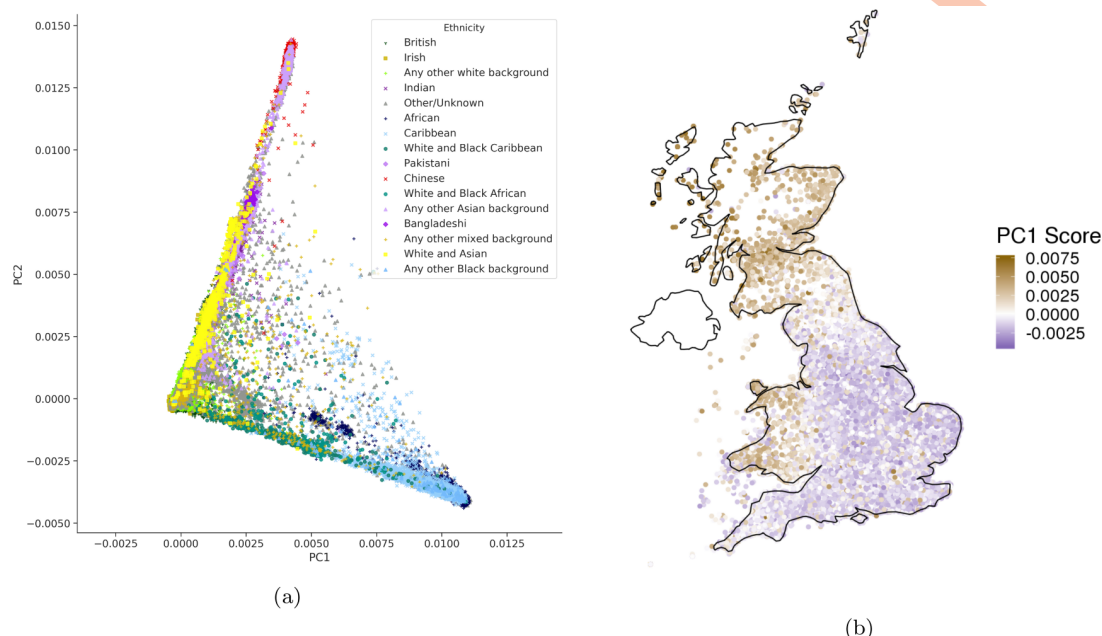 0.0150
0.0125
0.0100
0.0075
0.0050
0.0025
0.0000
−0.0025
−0.0050
PC2
−0.0025
0.0000
0.0025
0.0050
0.0075
0.0100
0.0125
PC1
Ethnicity
British
Irish
Any other white background
Indian
Other/Unknown
African
Caribbean
White and Black Caribbean
Pakistani
Chinese
White and Black African
Any other Asian background
Bangladeshi
Any other mixed background
White and Asian
Any other Black background
(a)
PC1 Score
0.0075
0.0050
0.0025
0.0000
-0.0025
(b)